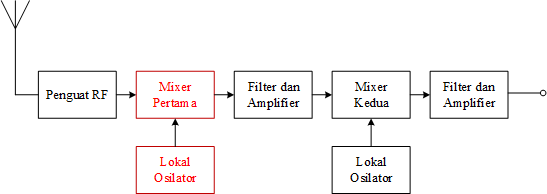 Penguat RF
Mixer
Pertama
Filter dan
Amplifier
Mixer
Kedua
Filter dan
Amplifier
Lokal
Osilator
Lokal
Osilator